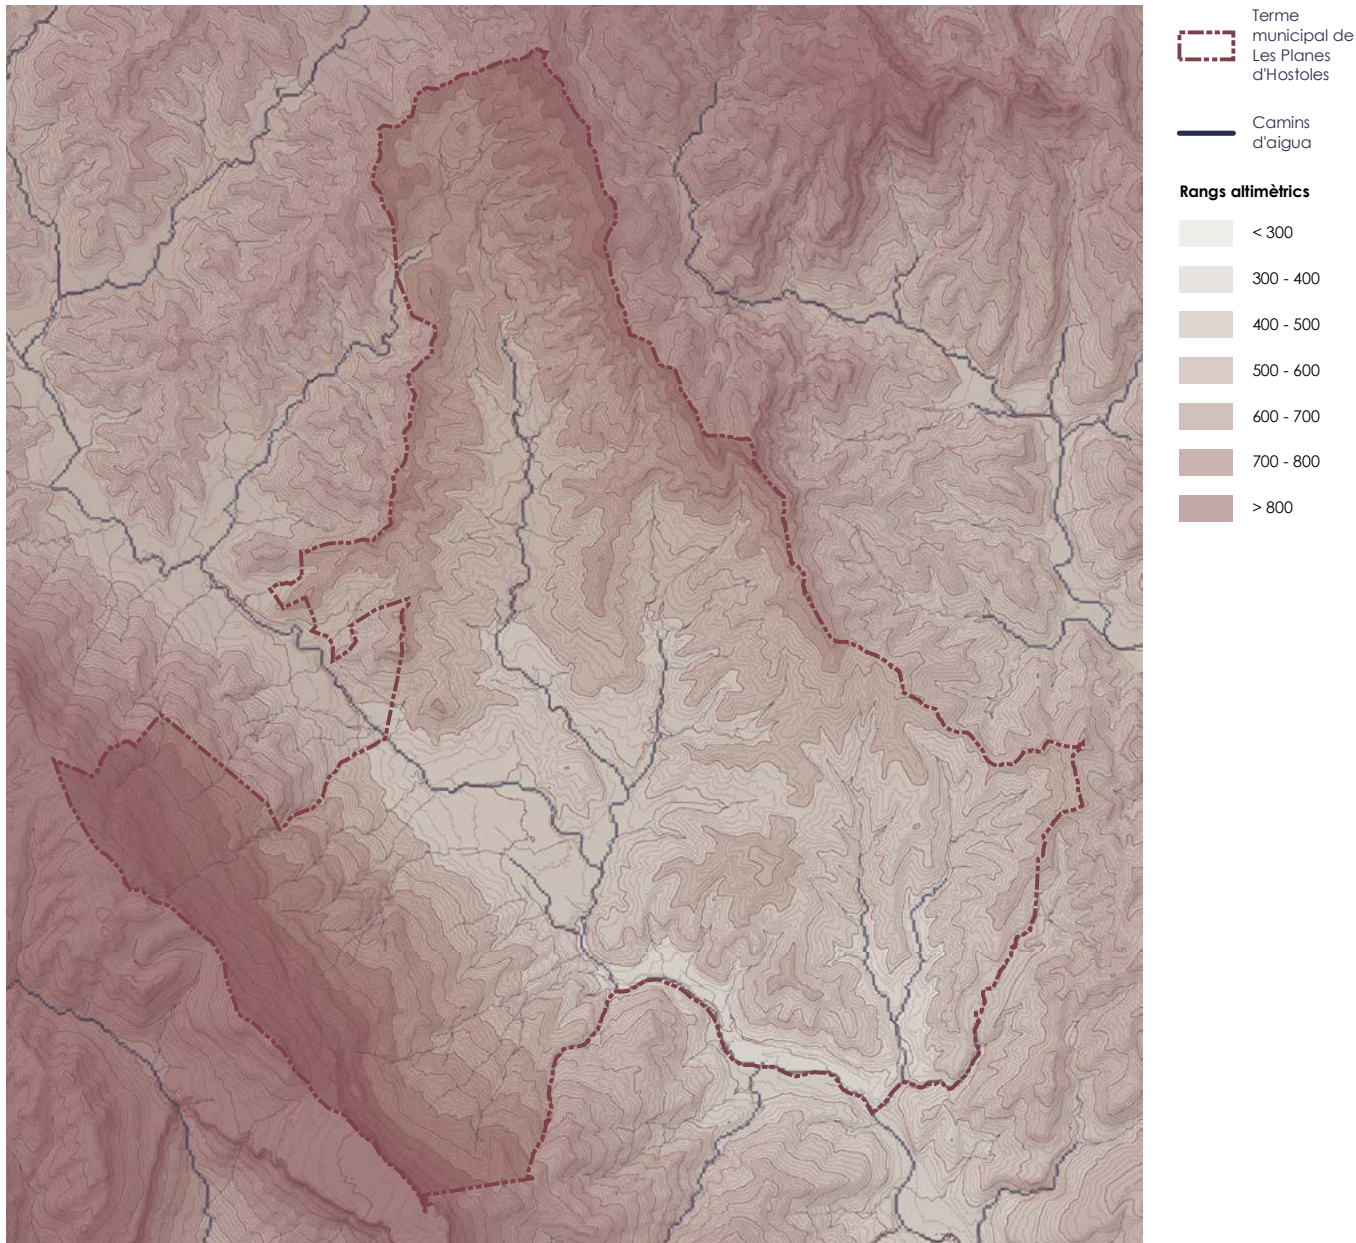 Terme
municipal de
Les Planes
d'Hostoles
Camins
d'aigua
Rangs altimètrics
< 300
300 - 400
400 - 500
500 - 600
600 - 700
700 - 800
> 800